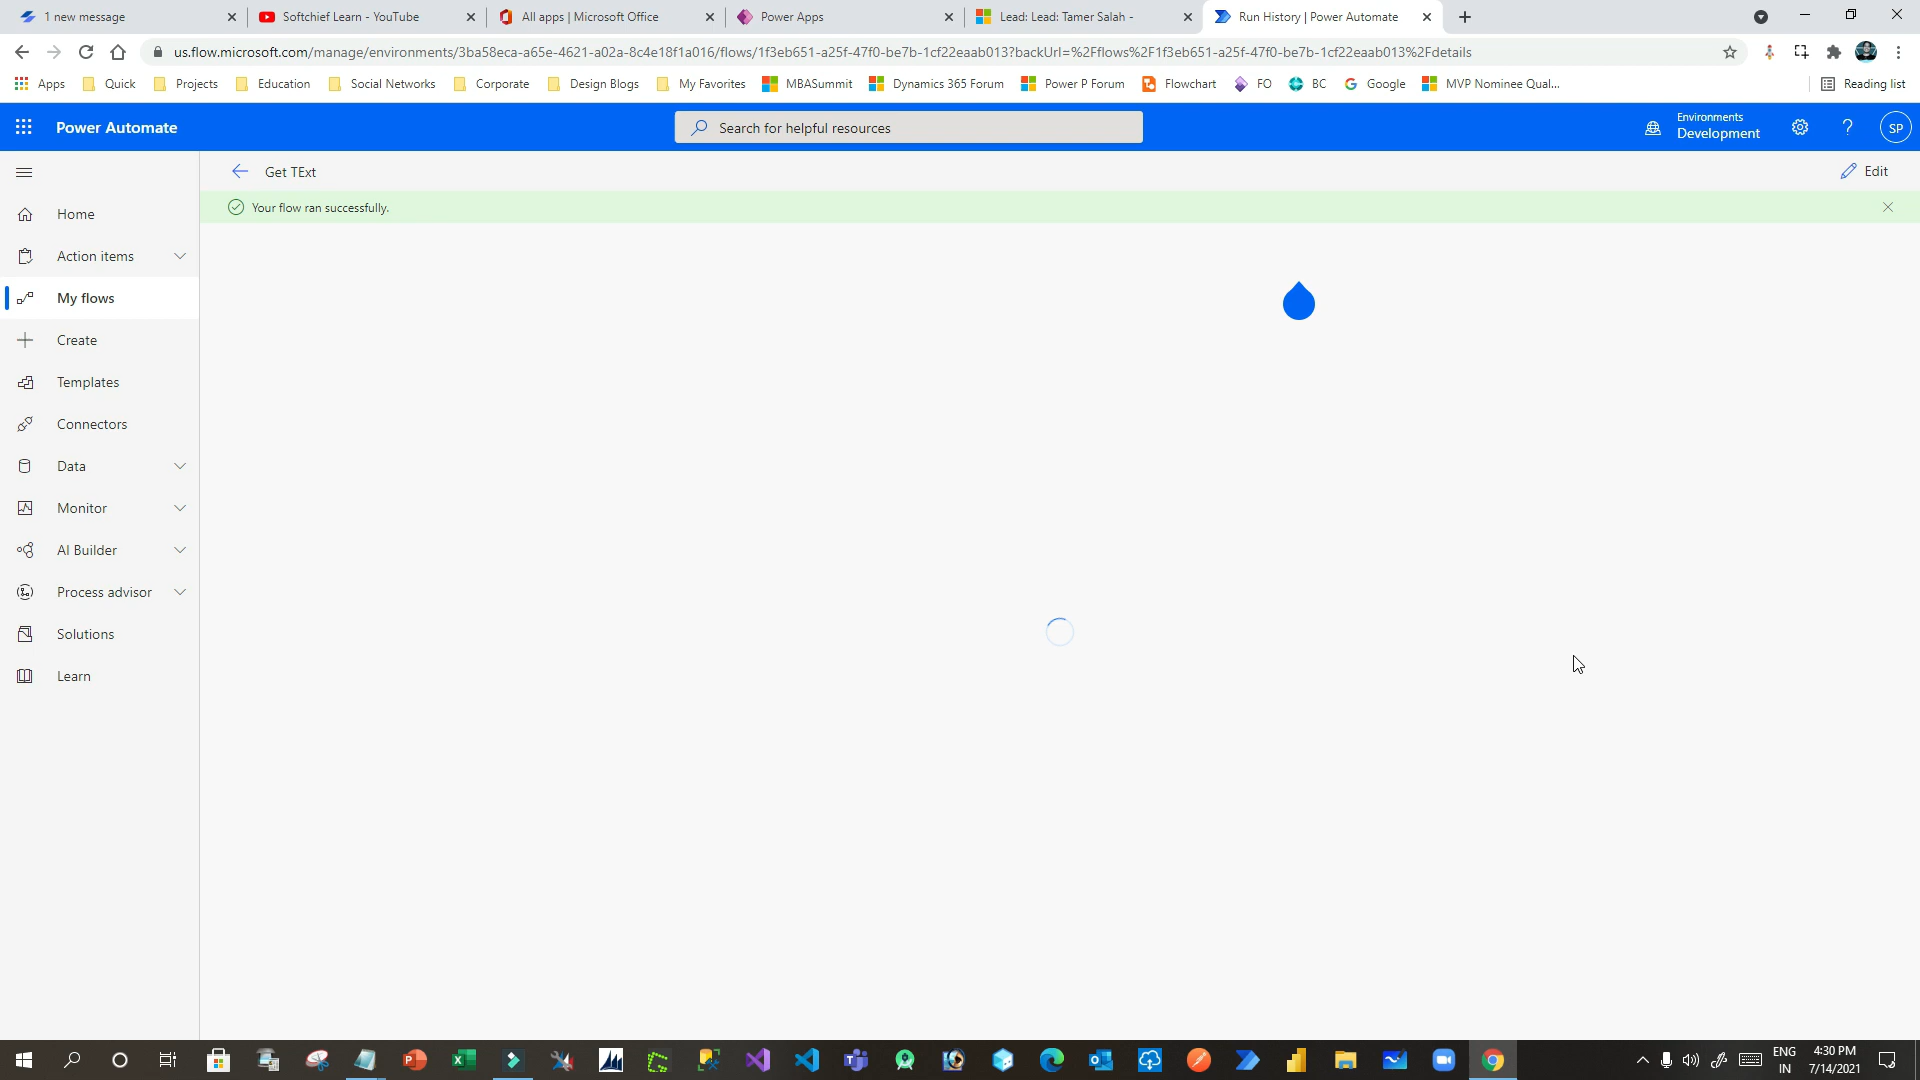 1 new message
Softchief Learn - YouTube
All apps | Microsoft Office
Power Apps
Lead: Lead: Tamer Salah -
Run History | Power Automate
us.flow.microsoft.com/manage/environments/3ba58eca-a65e-4621-a02a-8c4e18f1a016/flows/1f3eb651-a25f-47f0-be7b-1cf22eaab013?backUrl=%2Fflows%2F1f3eb651-a25f-47f0-be7b-1cf22eaab013%2Fdetails
Apps
Quick
Projects
Education
Social Networks
Corporate
Design Blogs
My Favorites
MBASummit
Dynamics 365 Forum
Power P Forum
Flowchart
FO
BC
Google
MVP Nominee Qual...
Reading list
Power Automate
Search for helpful resources
Environments
Development
SP
Get TExt
Edit
Your flow ran successfully.
Home
Action items
My flows
Create
Templates
Connectors
Data
Monitor
AI Builder
Process advisor
Solutions
Learn
ENG
IN
4:30 PM
7/14/2021